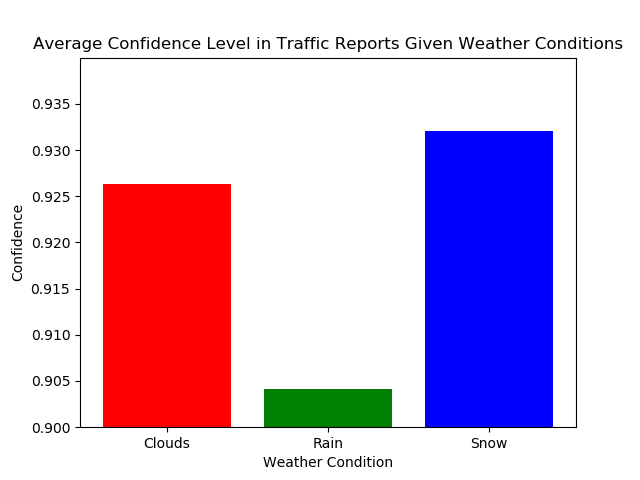 Average Confidence Level in Traffic Reports Given Weather Conditions
0.935
0.930
0.925
0.920
0.915
0.910
0.905
0.900
Confidence
Clouds Rain Snow
Weather Condition